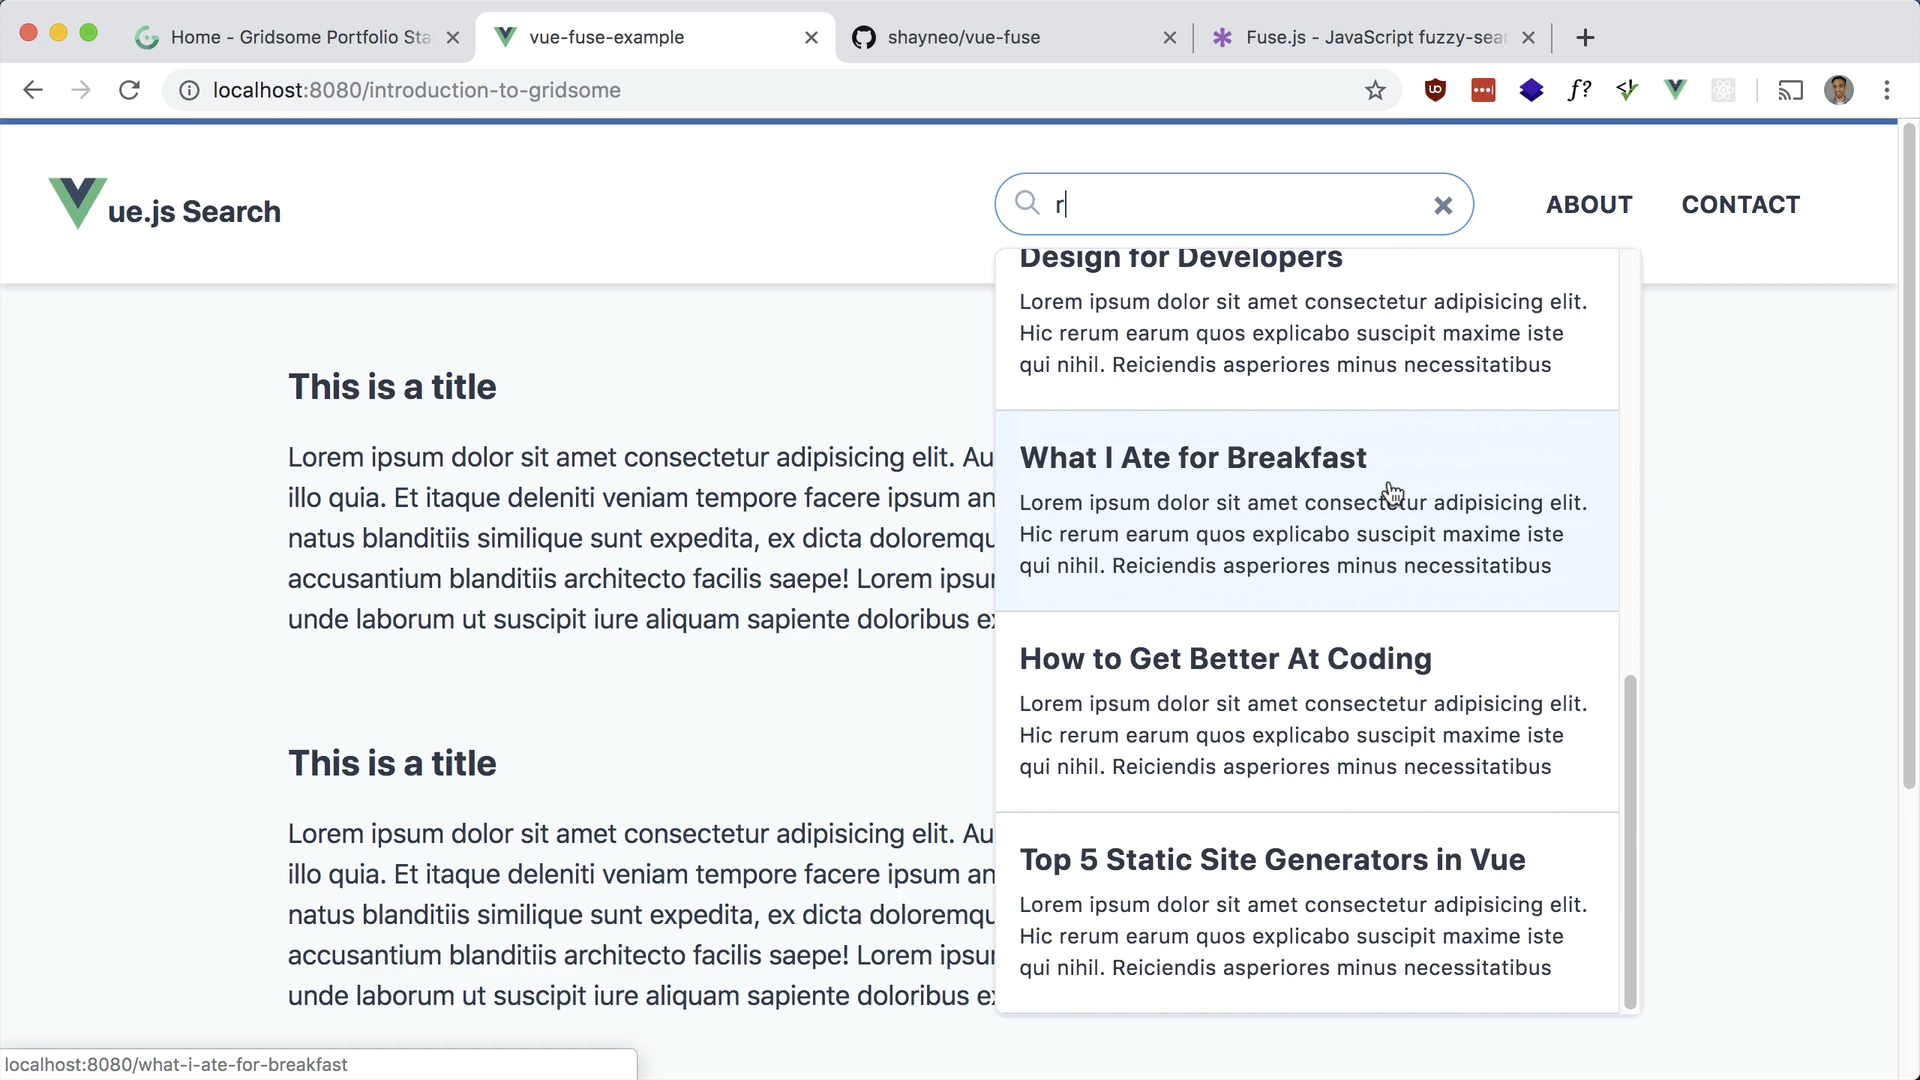 Home - Gridsome Portfolio Sta
vue-fuse-example
shayneo/vue-fuse
Fuse.js - JavaScript fuzzy-sear
localhost:8080/introduction-to-gridsome
f?
ue.js Search
r
ABOUT
CONTACT
This is a title
Lorem ipsum dolor sit amet consectetur adipisicing elit. Au
illo quia. Et itaque deleniti veniam tempore facere ipsum an
natus blanditiis similique sunt expedita, ex dicta doloremqu
accusantium blanditiis architecto facilis saepe! Lorem ipsu
unde laborum ut suscipit iure aliquam sapiente doloribus ex
This is a title
Lorem ipsum dolor sit amet consectetur adipisicing elit. Au
illo quia. Et itaque deleniti veniam tempore facere ipsum an
natus blanditiis similique sunt expedita, ex dicta doloremqu
accusantium blanditiis architecto facilis saepe! Lorem ipsu
unde laborum ut suscipit iure aliquam sapiente doloribus ex
Design for Developers
Lorem ipsum dolor sit amet consectetur adipisicing elit.
Hic rerum earum quos explicabo suscipit maxime iste
qui nihil. Reiciendis asperiores minus necessitatibus
What I Ate for Breakfast
Lorem ipsum dolor sit amet consectetur adipisicing elit.
Hic rerum earum quos explicabo suscipit maxime iste
qui nihil. Reiciendis asperiores minus necessitatibus
How to Get Better At Coding
Lorem ipsum dolor sit amet consectetur adipisicing elit.
Hic rerum earum quos explicabo suscipit maxime iste
qui nihil. Reiciendis asperiores minus necessitatibus
Top 5 Static Site Generators in Vue
Lorem ipsum dolor sit amet consectetur adipisicing elit.
Hic rerum earum quos explicabo suscipit maxime iste
qui nihil. Reiciendis asperiores minus necessitatibus
localhost:8080/what-i-ate-for-breakfast